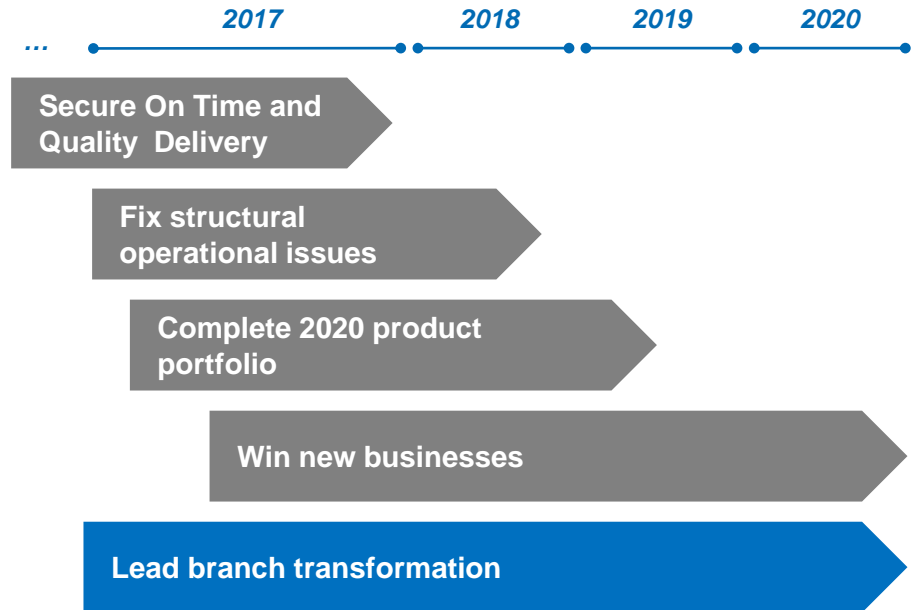 2017 2018 2019 2020
...
Secure On Time and
Quality  Delivery
Fix structural
operational issues
Complete 2020 product
portfolio
Win new businesses
Lead branch transformation